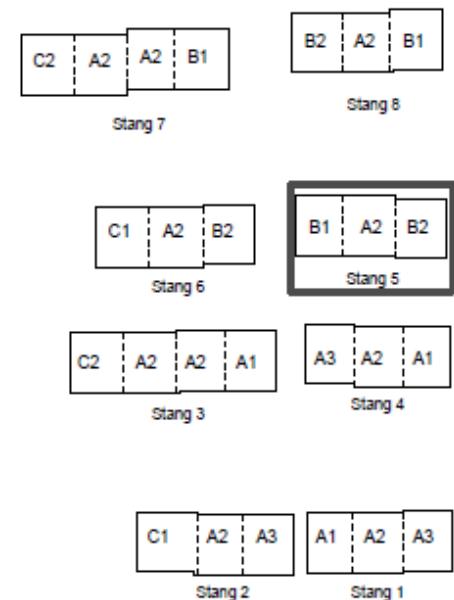 C2 A2 A2 B1
Stang 7
B2 A2 B1
Stang 8
C1 A2 B2
Stang 6
B1 A2 B2
Stang 5
C2 A2 A2 A1
Stang 3
A3 A2 A1
Stang 4
C1 A2 A3
Stang 2
A1 A2 A3
Stang 1